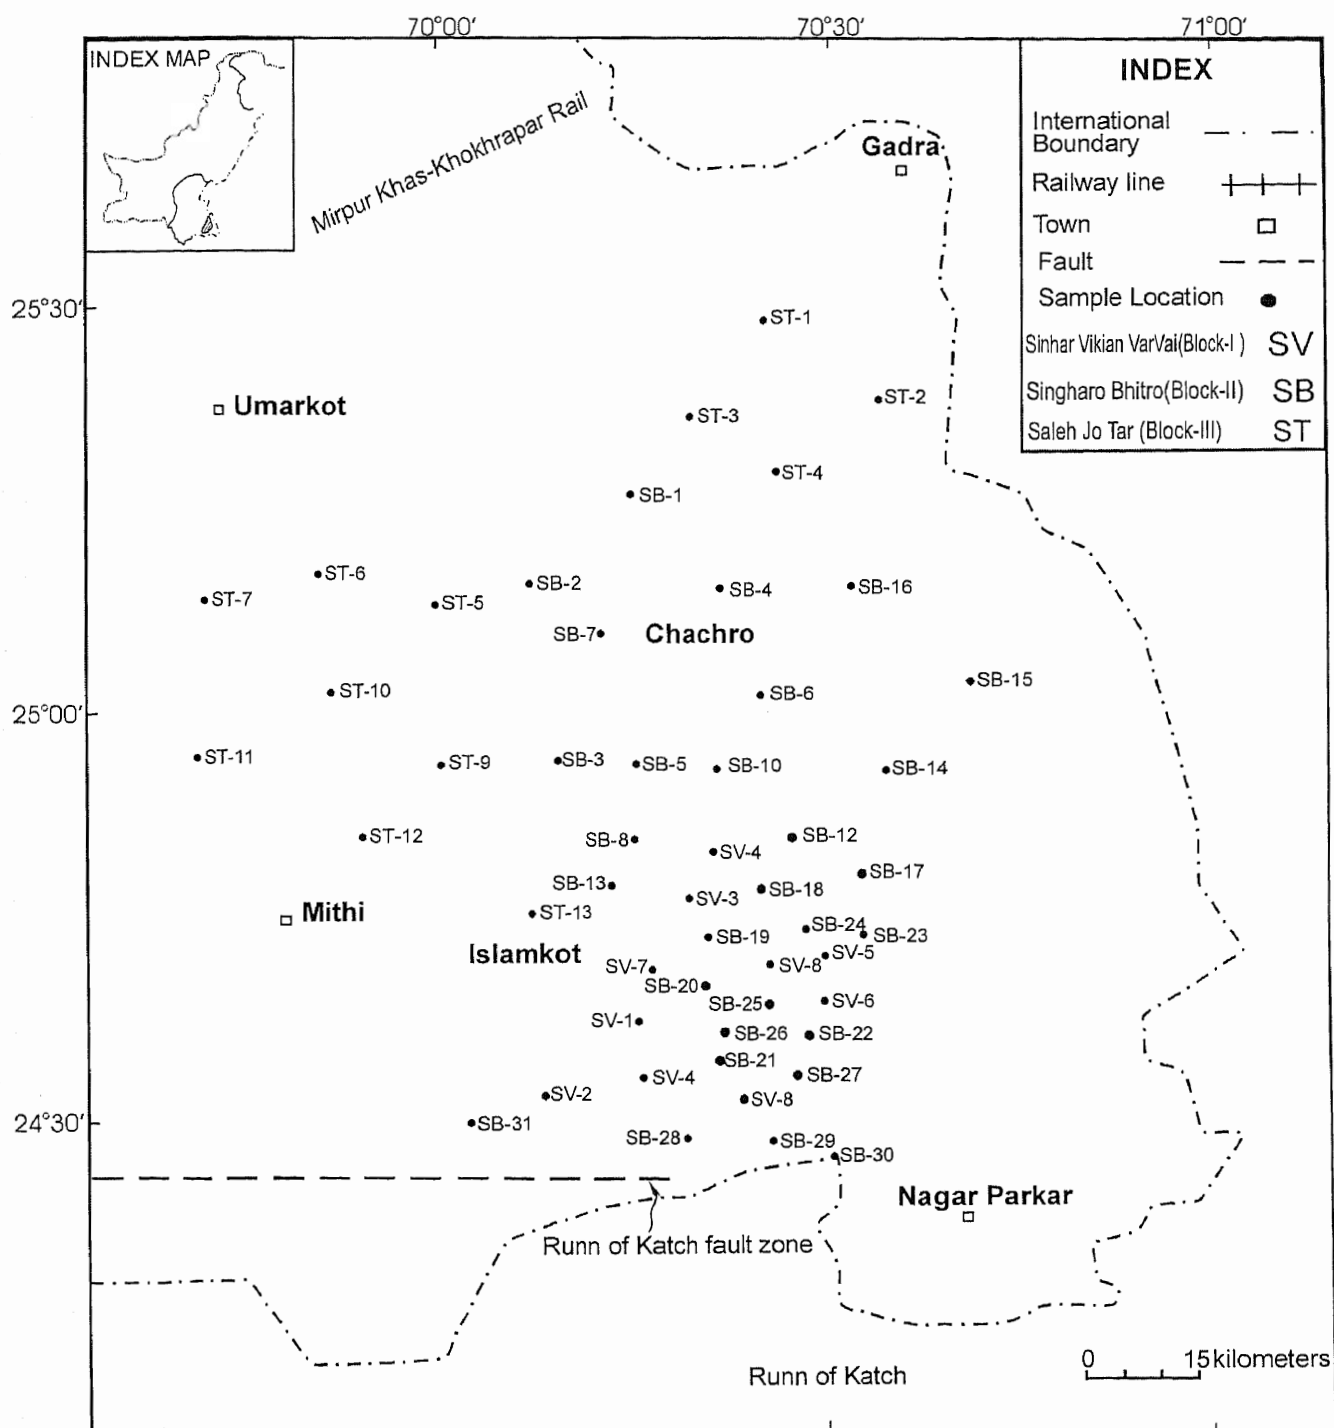 70°00'
70°30'
71°00'
INDEX MAP
INDEX
International
Boundary
Railway line
Town
Fault
Sample Location
Sinhar Vikian VarVai(Block-I ) SV
Singharo Bhitro(Block-II) SB
Saleh Jo Tar (Block-III) ST
Mirpur Khas-Khokhrapar Rail
Gadra
25°30'
ST-1
ST-2
Umarkot
ST-3
ST-4
SB-1
ST-6
SB-2
SB-4
SB-16
ST-7
ST-5
SB-7
Chachro
ST-10
SB-6
SB-15
25°00'
ST-11
ST-9
SB-3
SB-5
SB-10
SB-14
ST-12
SB-8
SV-4
SB-12
SB-17
SB-13
SV-3
SB-18
Mithi
ST-13
SB-19
SB-24
SB-23
Islamkot
SV-7
SV-8
SV-5
SB-20
SB-25
SV-6
SV-1
SB-26
SB-22
SB-21
SV-4
SB-27
SV-2
SV-8
24°30'
SB-31
SB-28
SB-29
SB-30
Nagar Parkar
Runn of Katch fault zone
0 15kilometers
Runn of Katch